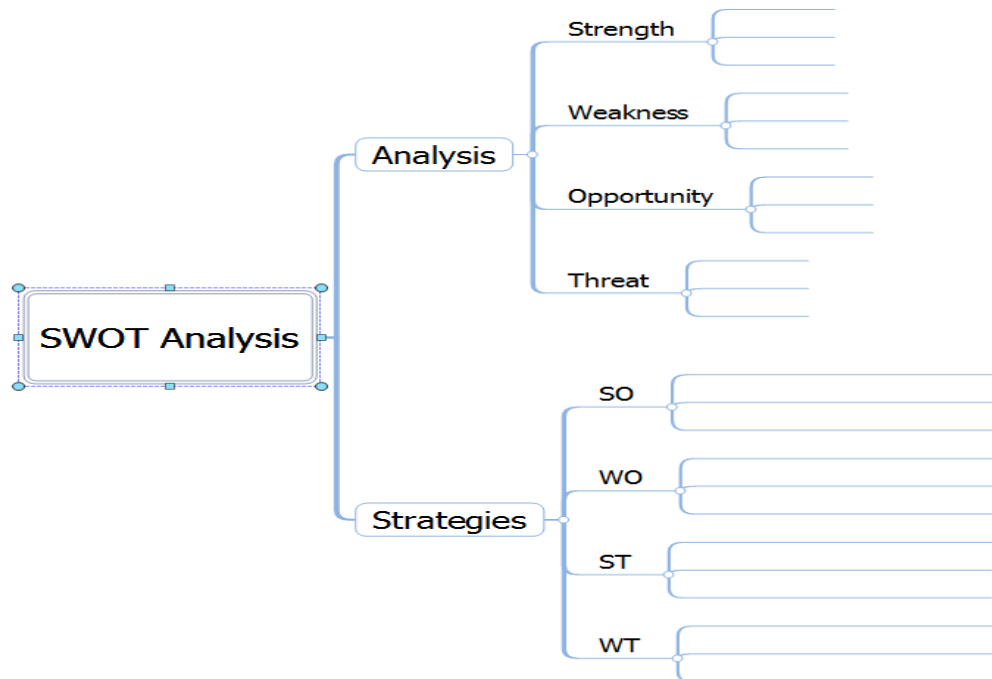 SWOT Analysis
Analysis
Strength
Weakness
Opportunity
Threat
Strategies
SO
WO
ST
WT